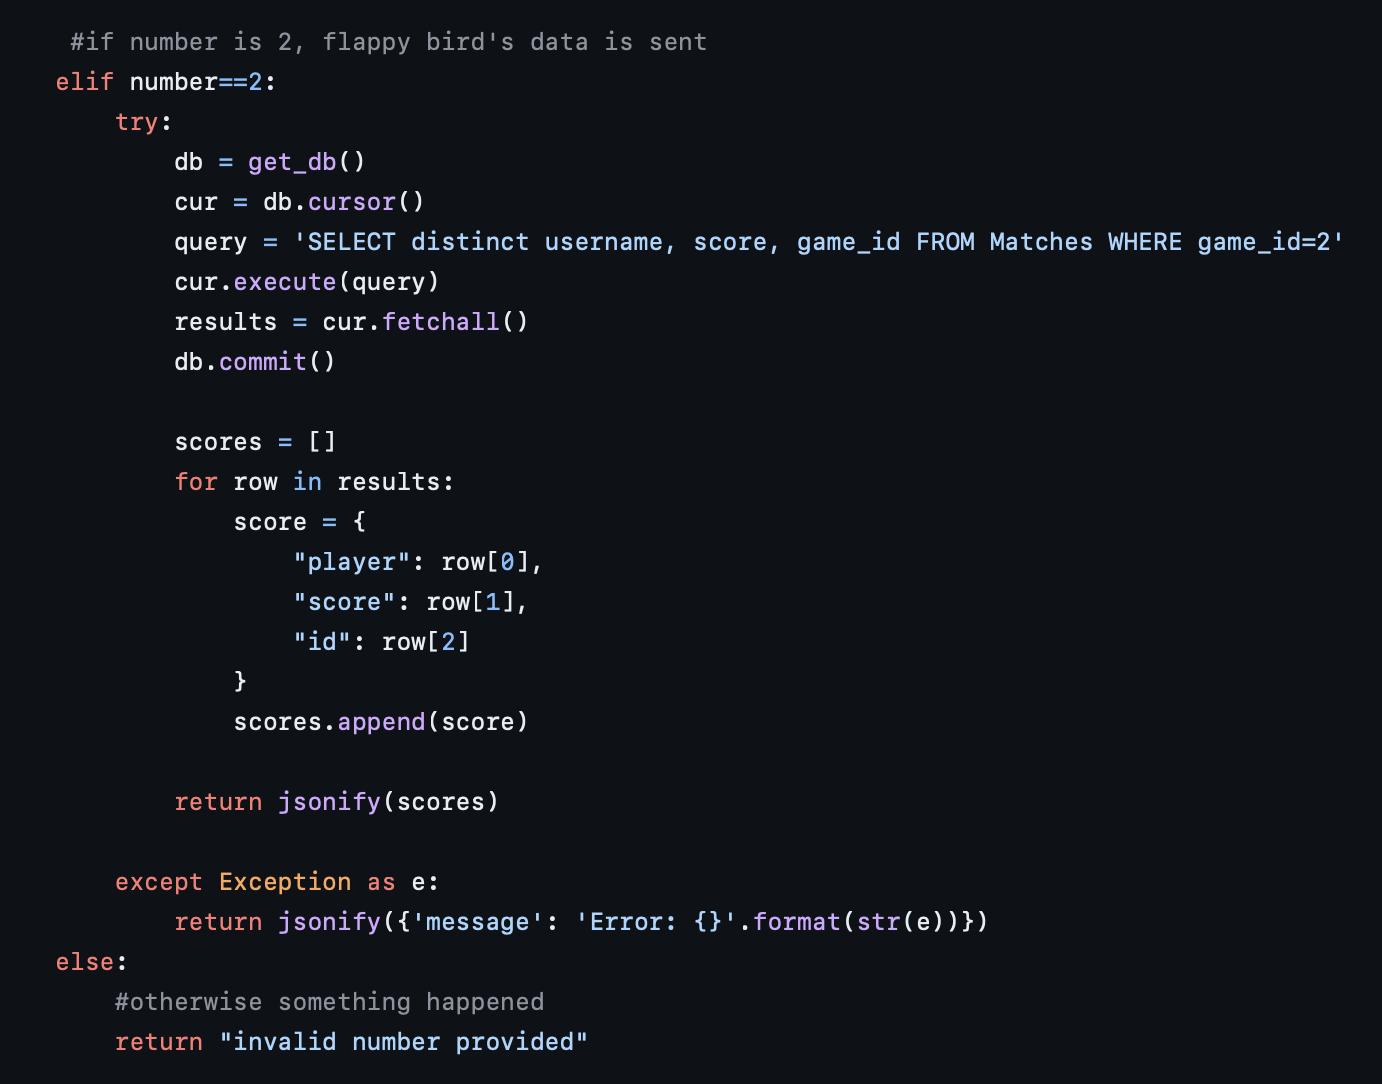 #if number is 2, flappy bird's data is sent
elif number==2:
try:
db = get_db()
cur = db.cursor()
query = 'SELECT distinct username, score, game_id FROM Matches WHERE game_id=2'
cur.execute(query)
results = cur.fetchall()
db.commit()
scores = []
for row in results:
score = {
"player": row[0],
"score": row[1],
"id": row[2]
}
scores.append(score)
return jsonify(scores)
except Exception as e:
return jsonify({'message': 'Error: {}'.format(str(e))})
else:
#otherwise something happened
return "invalid number provided"